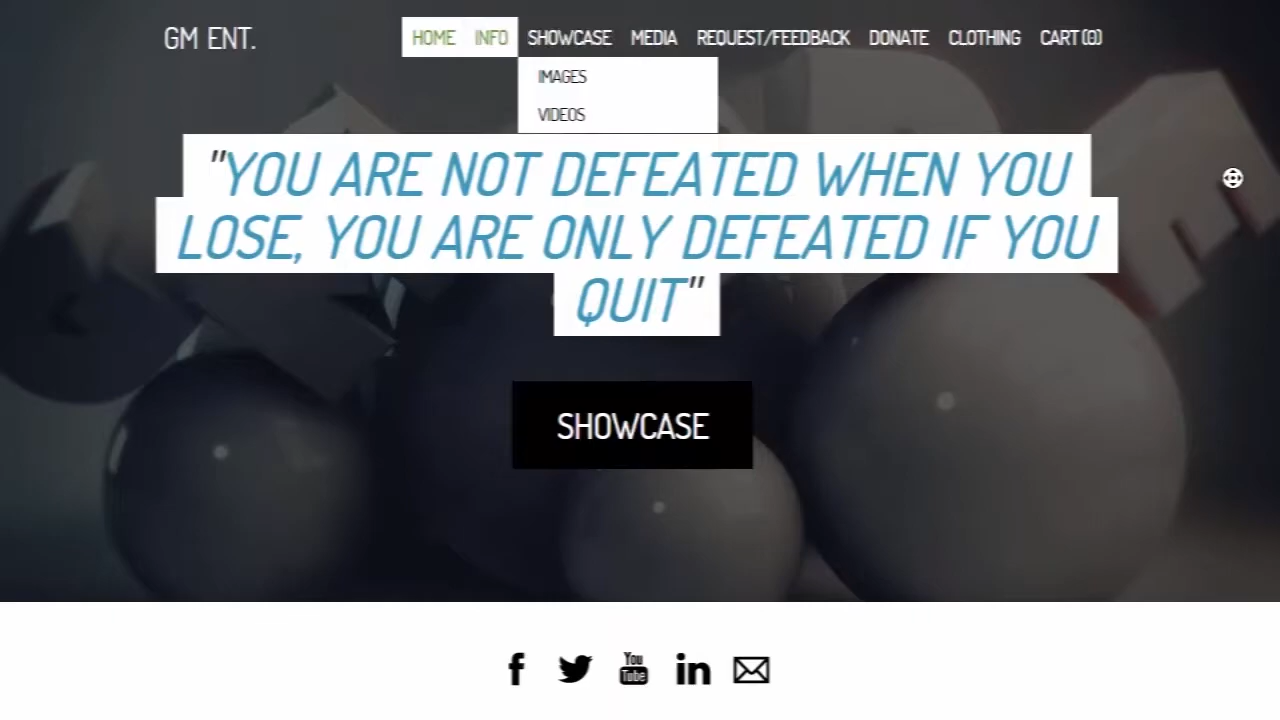 GM ENT.
HOME INFO SHOWCASE MEDIA REQUEST/FEEDBACK DONATE CLOTHING CART (0)
IMAGES
VIDEOS
"YOU ARE NOT DEFEATED WHEN YOU
LOSE, YOU ARE ONLY DEFEATED IF YOU
QUIT"
SHOWCASE
You
Tube